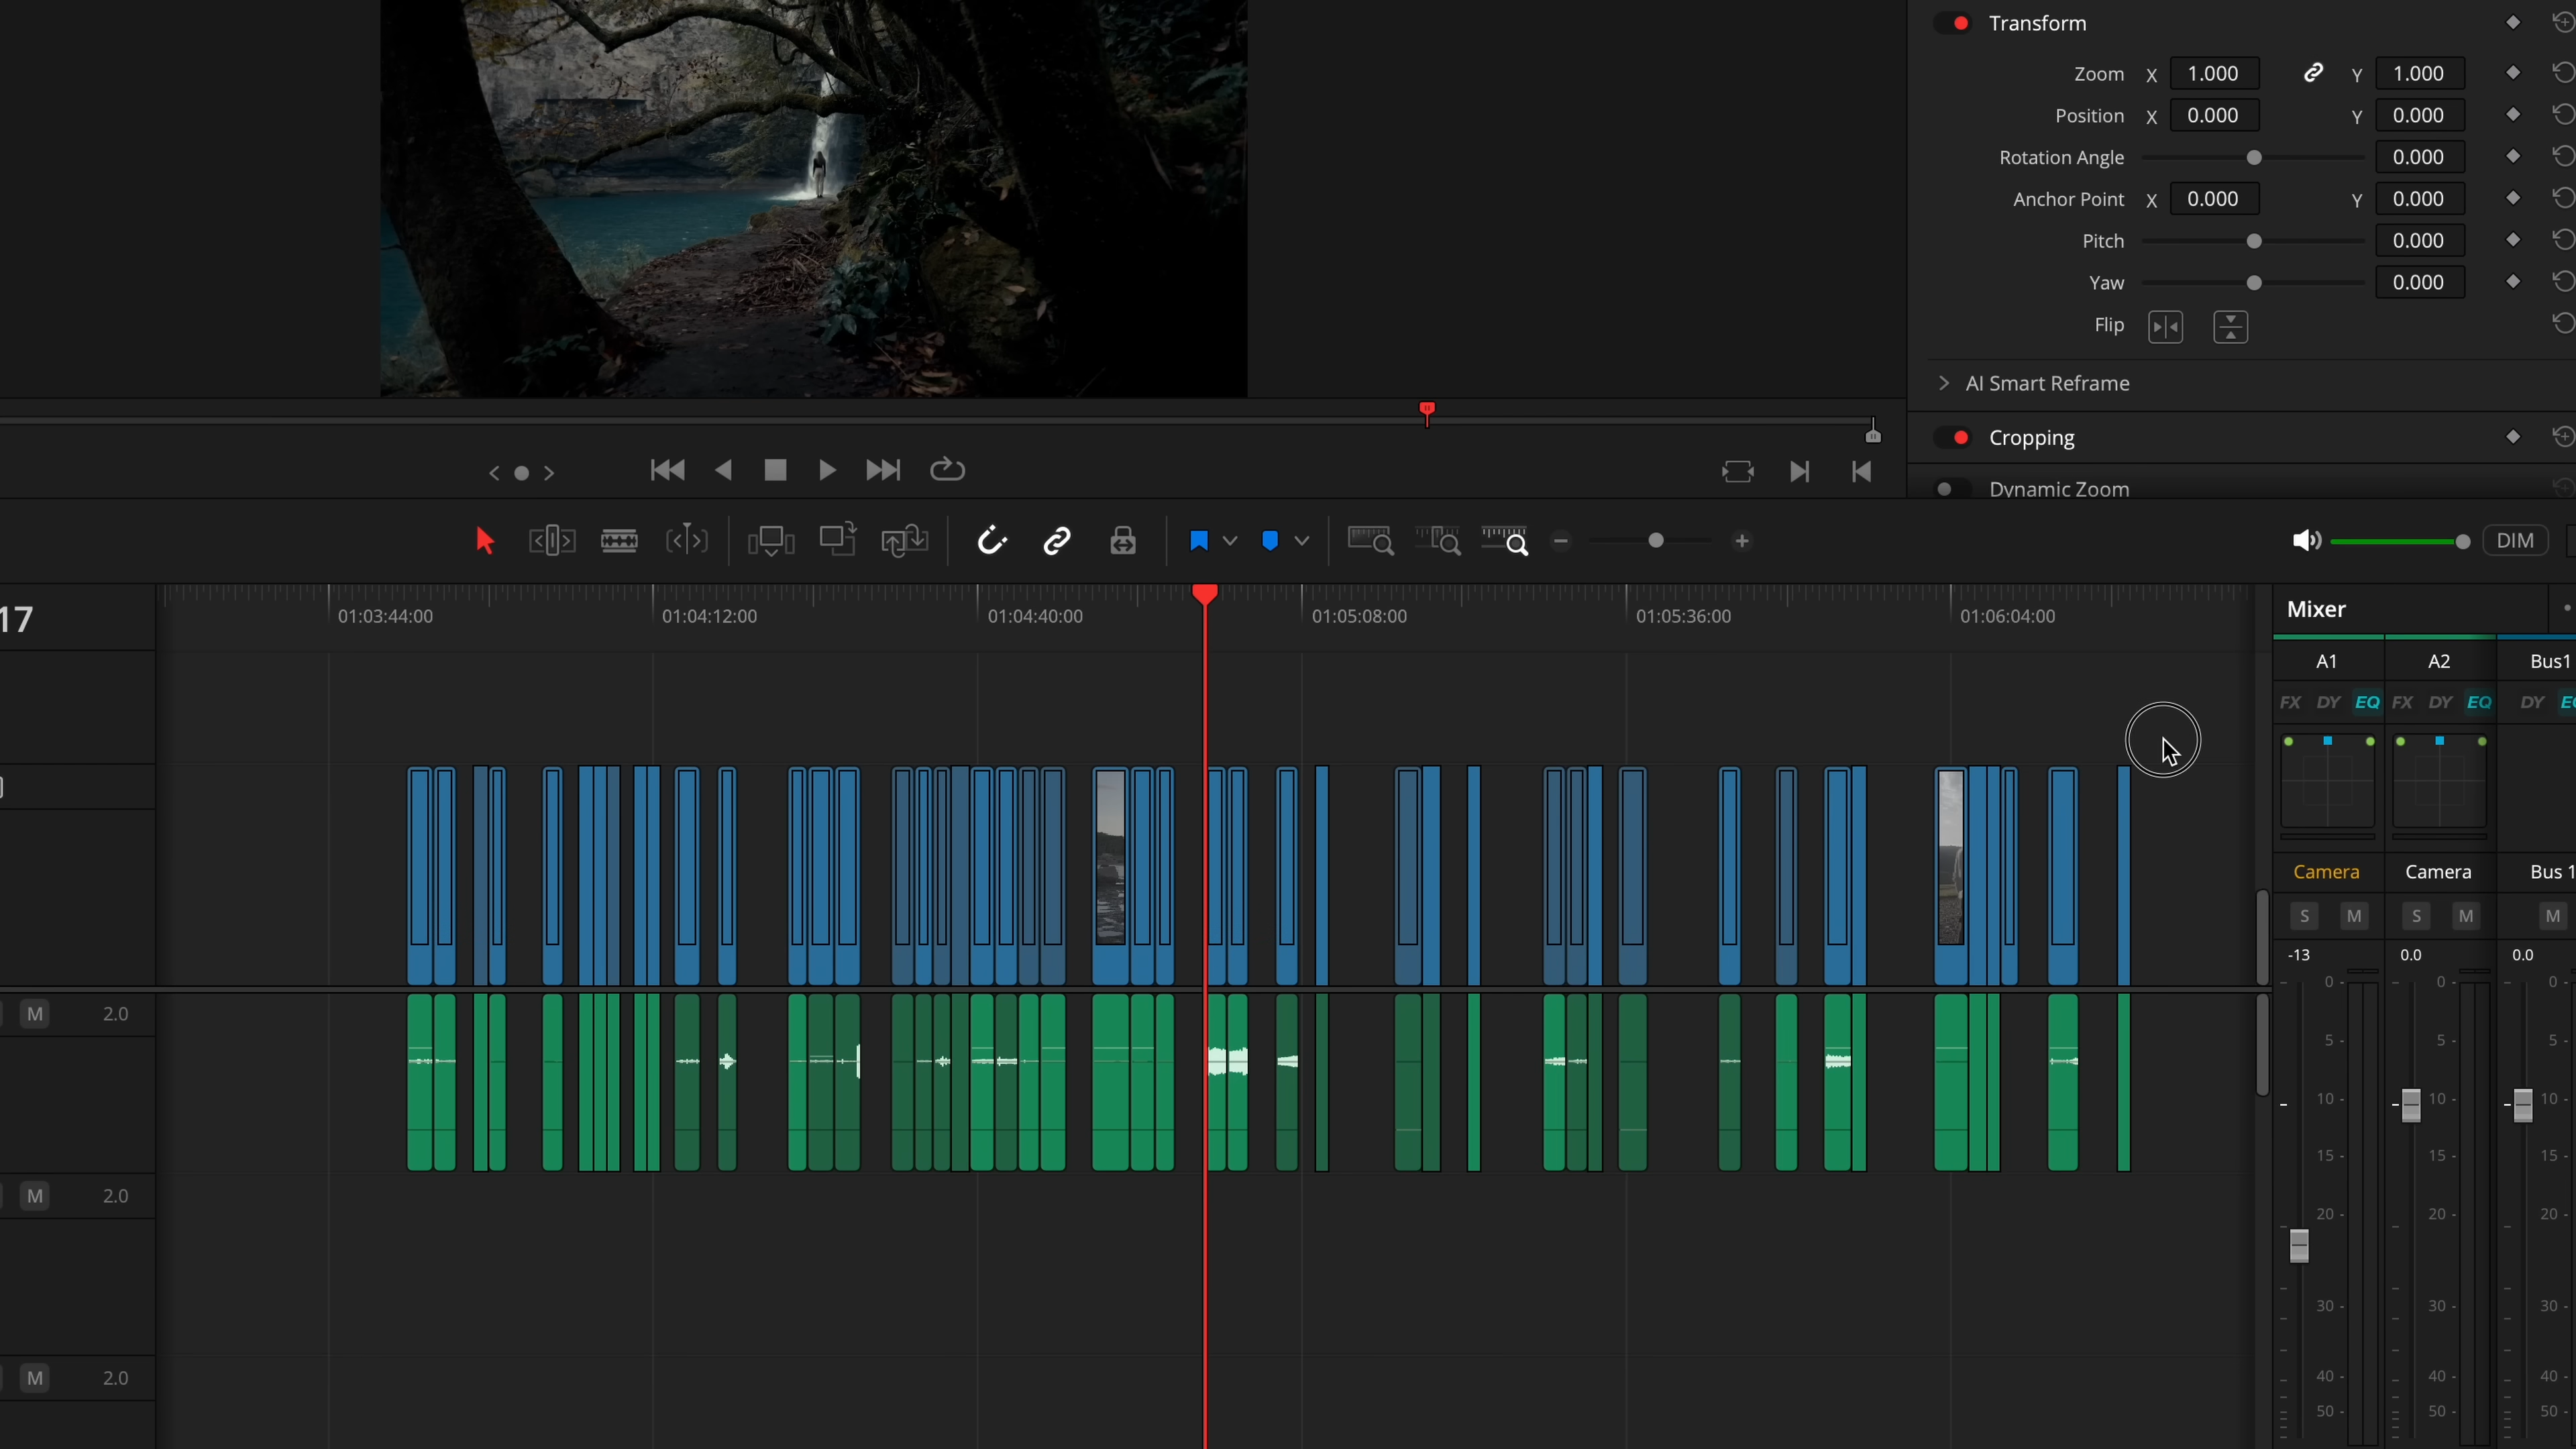 Transform
Zoom X 1.000 Y 1.000
Position X 0.000 Y 0.000
Rotation Angle 0.000
Anchor Point X 0.000 Y 0.000
Pitch 0.000
Yaw 0.000
Flip
AI Smart Reframe
Cropping
Dynamic Zoom
DIM
17
01:03:44:00 01:04:12:00 01:04:40:00 01:05:08:00 01:05:36:00 01:06:04:00
Mixer
A1 A2 Bus1
FX DY EQ FX DY EQ DY EQ
Camera Camera Bus 1
S M S M M
-13 0.0 0.0
0 0 0
5 5 5
10 10 10
15 15 15
20 20 20
30 30 30
40 40 40
50 50 50
M 2.0
M 2.0
M 2.0